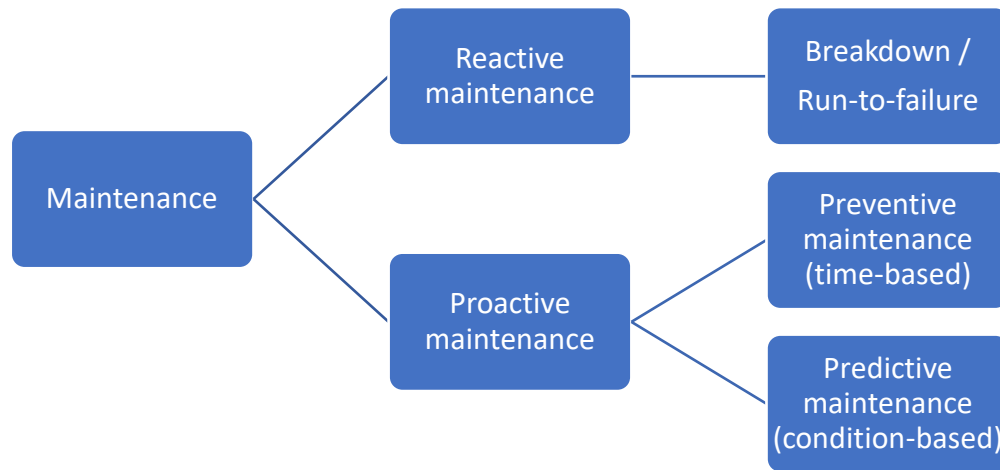 Maintenance
Reactive
maintenance
Breakdown /
Run-to-failure
Proactive
maintenance
Preventive
maintenance
(time-based)
Predictive
maintenance
(condition-based)